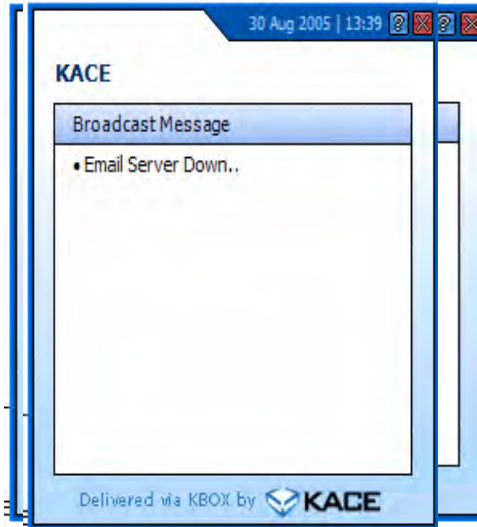 30 Aug 2005 | 13:39 ? X ? X
KACE
Broadcast Message
• Email Server Down..
Delivered via KBOX by KACE